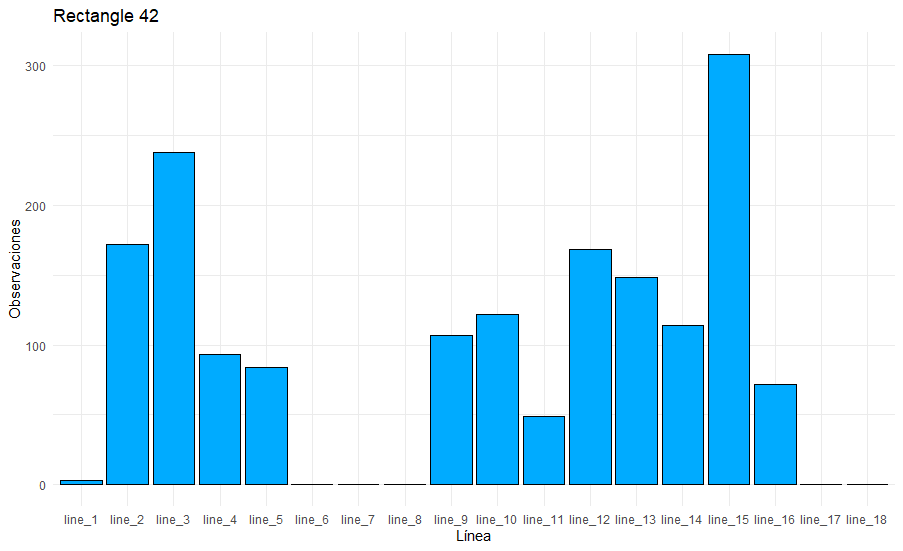 Rectangle 42
Observaciones
300
200
100
0
line_1 line_2 line_3 line_4 line_5 line_6 line_7 line_8 line_9 line_10 line_11 line_12 line_13 line_14 line_15 line_16 line_17 line_18
Línea